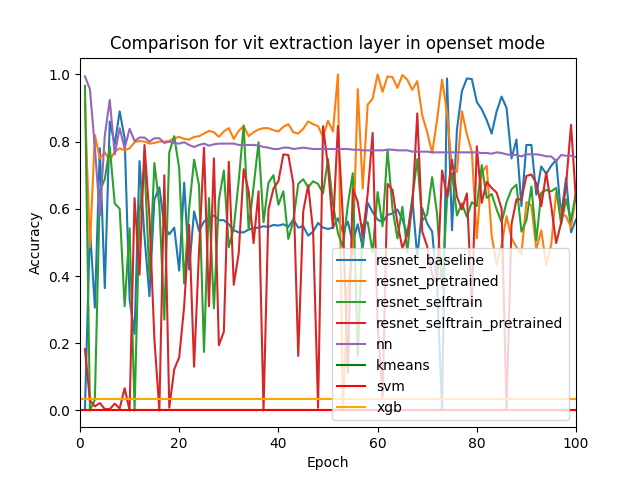 Comparison for vit extraction layer in openset mode
Accuracy
1.0
0.8
0.6
0.4
0.2
0.0
resnet_baseline
resnet_pretrained
resnet_selftrain
resnet_selftrain_pretrained
nn
kmeans
svm
xgb
0 20 40 60 80 100
Epoch